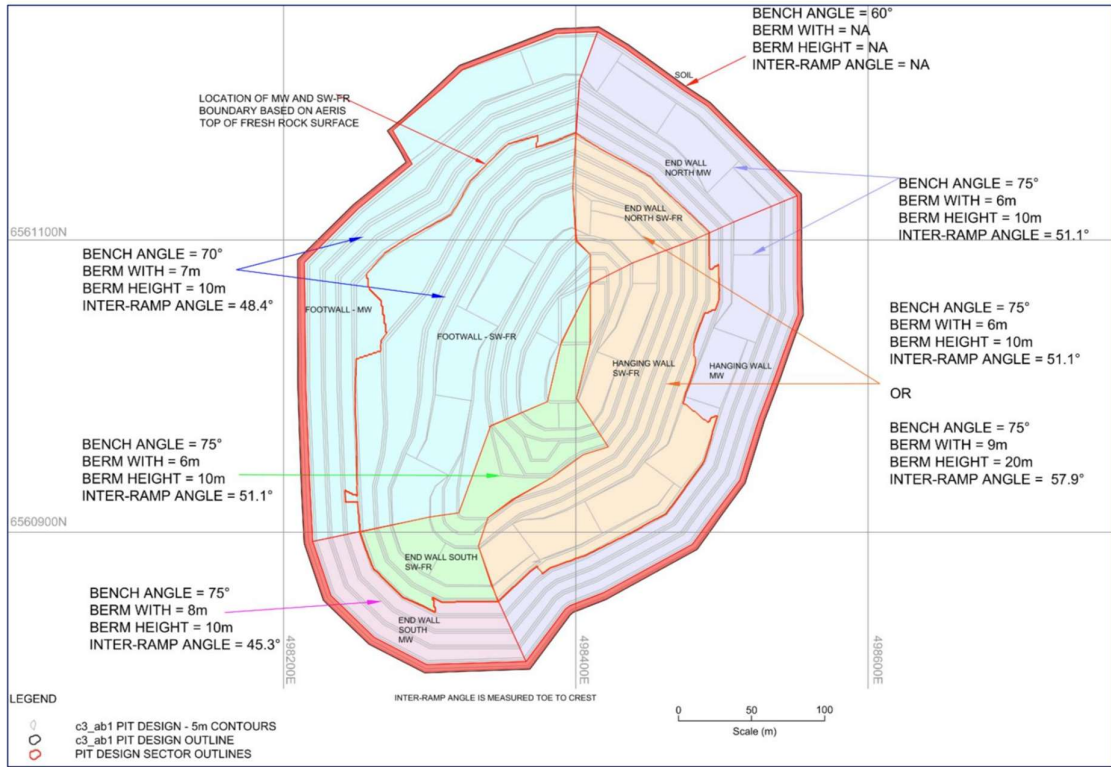 BENCH ANGLE = 60°
BERM WITH = NA
BERM HEIGHT = NA
INTER-RAMP ANGLE = NA
SOIL
LOCATION OF MW AND SW-FR
BOUNDARY BASED ON AERIS
TOP OF FRESH ROCK SURFACE
END WALL
NORTH MW
BENCH ANGLE = 75°
BERM WITH = 6m
BERM HEIGHT = 10m
INTER-RAMP ANGLE = 51.1°
END WALL
NORTH SW-FR
6561100N
BENCH ANGLE = 70°
BERM WITH = 7m
BERM HEIGHT = 10m
INTER-RAMP ANGLE = 48.4°
FOOTWALL - MW
FOOTWALL - SW-FR
HANGING WALL
SW-FR
HANGING WALL
MW
BENCH ANGLE = 75°
BERM WITH = 6m
BERM HEIGHT = 10m
INTER-RAMP ANGLE = 51.1°
OR
BENCH ANGLE = 75°
BERM WITH = 9m
BERM HEIGHT = 20m
INTER-RAMP ANGLE = 57.9°
BENCH ANGLE = 75°
BERM WITH = 6m
BERM HEIGHT = 10m
INTER-RAMP ANGLE = 51.1°
6560900N
END WALL SOUTH
SW-FR
BENCH ANGLE = 75°
BERM WITH = 8m
BERM HEIGHT = 10m
INTER-RAMP ANGLE = 45.3°
END WALL
SOUTH
MW
498200E
498400E
498600E
LEGEND
INTER-RAMP ANGLE IS MEASURED TOE TO CREST
c3_ab1 PIT DESIGN - 5m CONTOURS
c3_ab1 PIT DESIGN OUTLINE
PIT DESIGN SECTOR OUTLINES
0 50 100
Scale (m)